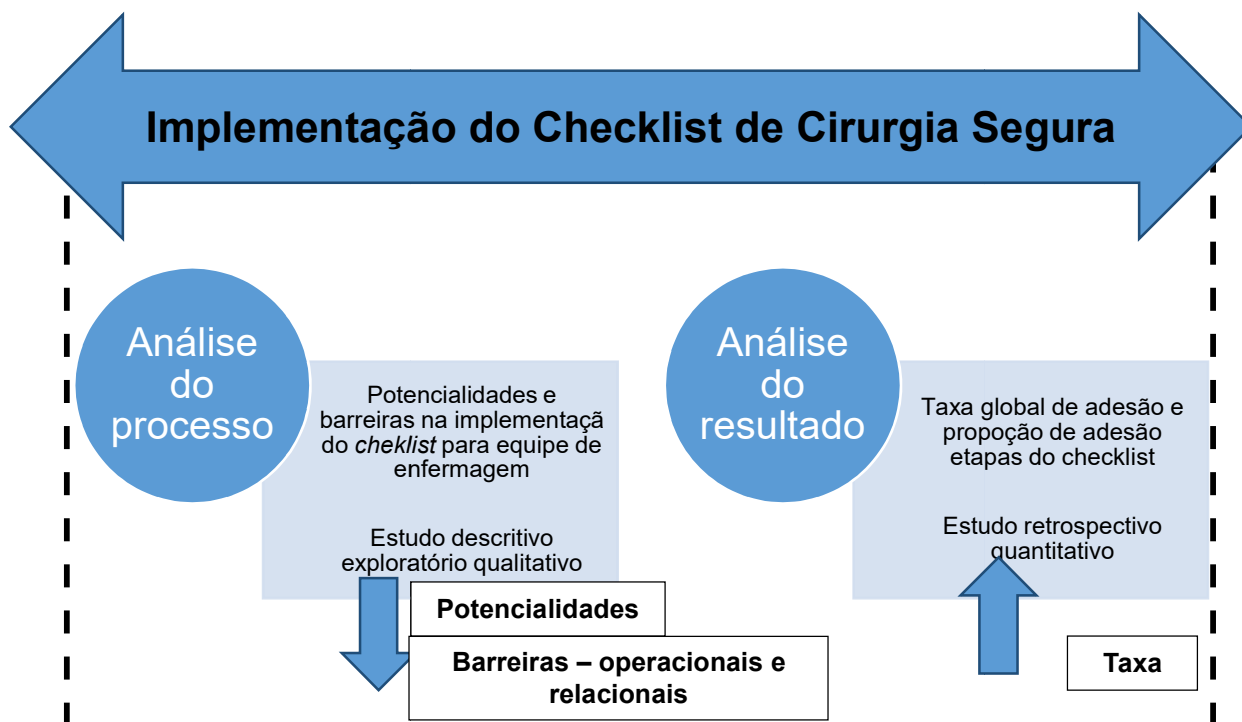 Implementação do Checklist de Cirurgia Segura
Análise
do
processo
Potencialidades e
barreiras na implementaçã
do cheklist para equipe de
enfermagem
Estudo descritivo
exploratório qualitativo
Potencialidades
Barreiras – operacionais e
relacionais
Análise
do
resultado
Taxa global de adesão e
propoção de adesão
etapas do checklist
Estudo retrospectivo
quantitativo
Taxa